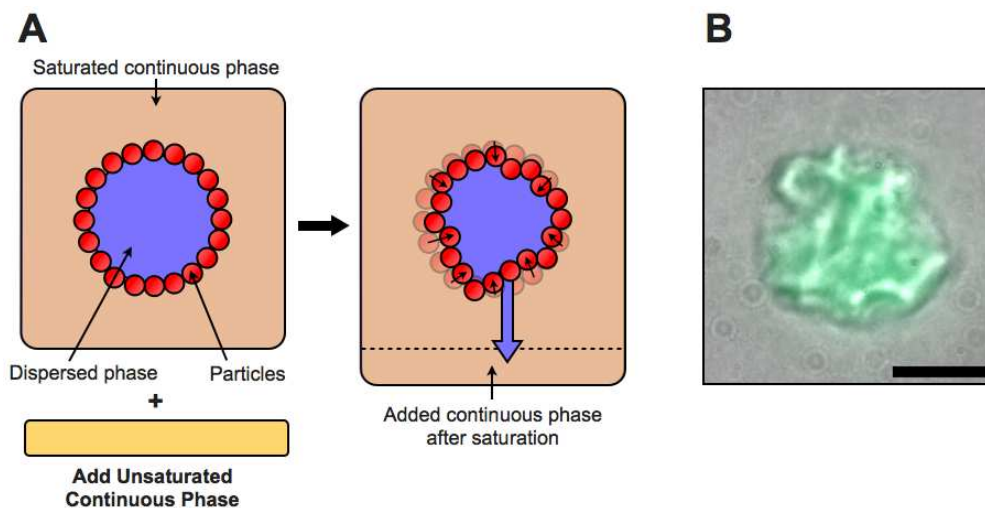 A
B
Saturated continuous phase
Dispersed phase
Particles
+
Add Unsaturated
Continuous Phase
Added continuous phase
after saturation